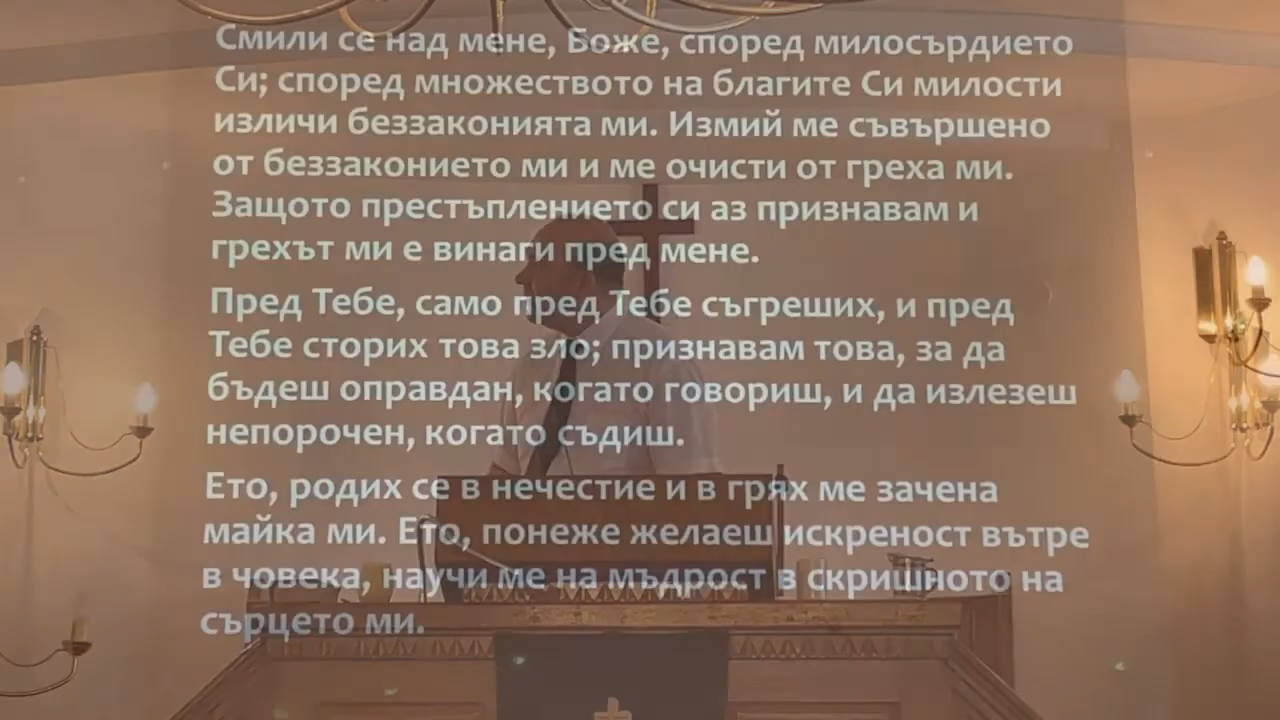 Смили се над мене, Боже, според милосърдието
Си; според множеството на благите Си милости
изличи беззаконията ми. Измий ме съвършено
от беззаконието ми и ме очисти от греха ми.
Защото престъплението си аз признавам и
грехът ми е винаги пред мене.
Пред Тебе, само пред Тебе съгреших, и пред
Тебе сторих това зло; признавам това, за да
бъдеш оправдан, когато говориш, и да излезеш
непорочен, когато съдиш.
Ето, родих се в нечестие и в грях ме зачена
майка ми. Ето, понеже желаеш искреност вътре
в човека, научи ме на мъдрост в скришното на
сърцето ми.